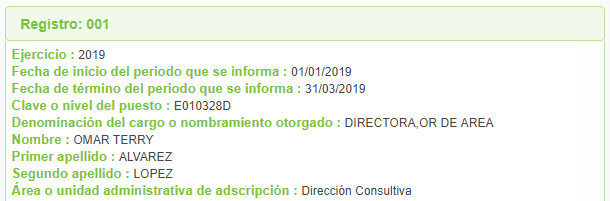 Registro: 001
Ejercicio : 2019
Fecha de inicio del periodo que se informa : 01/01/2019
Fecha de término del periodo que se informa : 31/03/2019
Clave o nivel del puesto : E010328D
Denominación del cargo o nombramiento otorgado : DIRECTORA,OR DE AREA
Nombre : OMAR TERRY
Primer apellido : ALVAREZ
Segundo apellido : LOPEZ
Área o unidad administrativa de adscripción : Dirección Consultiva